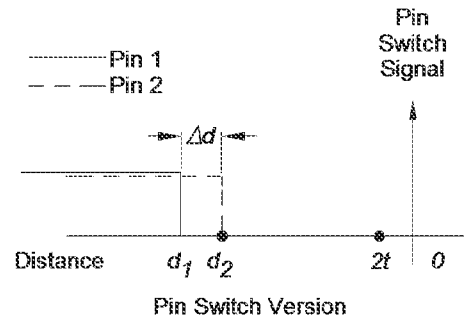 Pin
Switch
Signal
Pin 1
Pin 2
Δd
Distance d1 d2 2t 0
Pin Switch Version